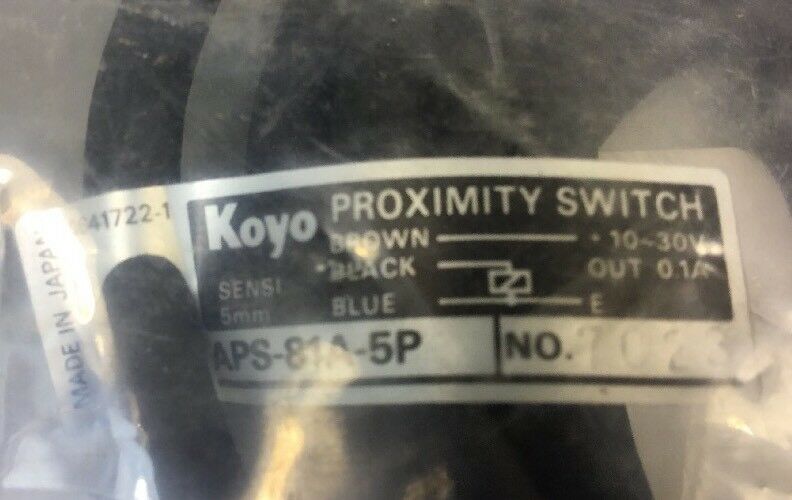 41722-1
MADE IN JAPAN
Koyo PROXIMITY SWITCH
BROWN 10~30V
BLACK OUT 0.1A
SENSI
5mm
BLUE E
APS-81A-5P NO.